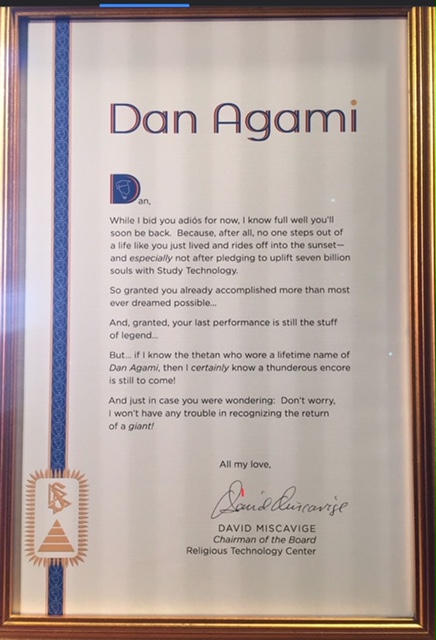 Dan Agami
Dan,
While I bid you adiós for now, I know full well you'll
soon be back. Because, after all, no one steps out of
a life like you just lived and rides off into the sunset—
and especially not after pledging to uplift seven billion
souls with Study Technology.
So granted you already accomplished more than most
ever dreamed possible...
And, granted, your last performance is still the stuff
of legend...
But... if I know the thetan who wore a lifetime name of
Dan Agami, then I certainly know a thunderous encore
is still to come!
And just in case you were wondering: Don't worry,
I won't have any trouble in recognizing the return
of a giant!
All my love,
David Miscavige
DAVID MISCAVIGE
Chairman of the Board
Religious Technology Center